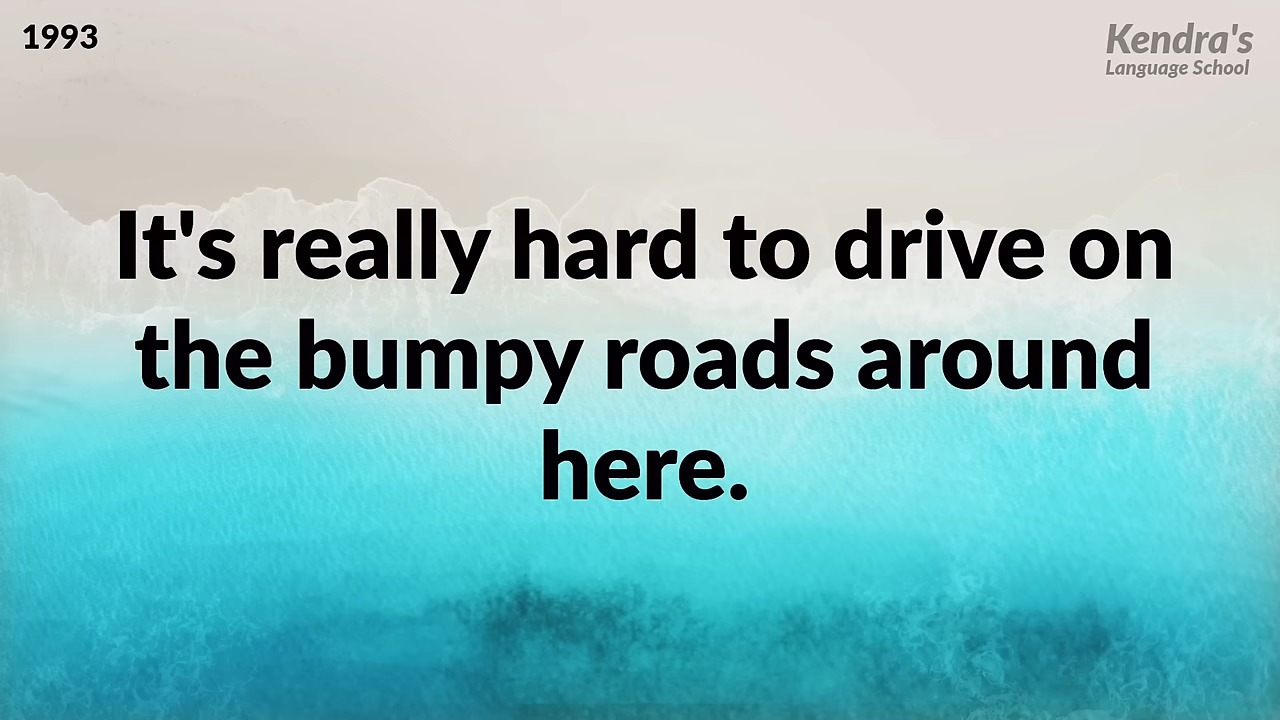 1993
Kendra's
Language School
It's really hard to drive on
the bumpy roads around
here.